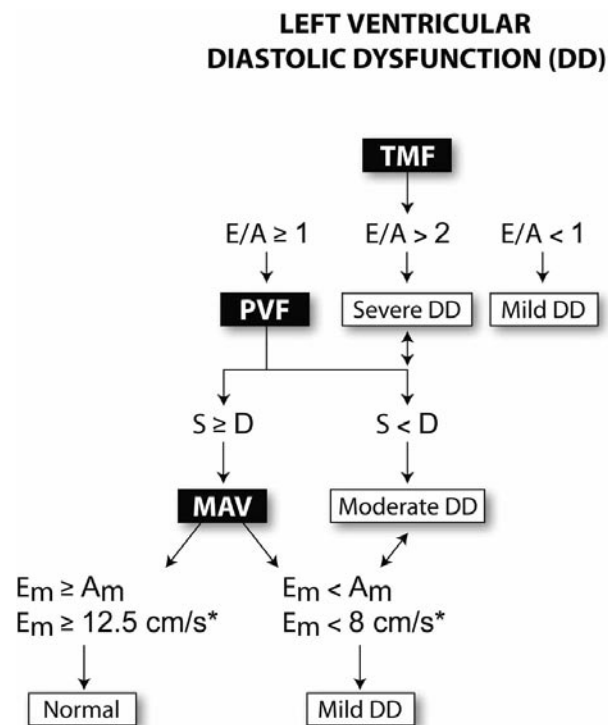 LEFT VENTRICULAR
DIASTOLIC DYSFUNCTION (DD)
TMF
E/A ≥ 1
E/A > 2
E/A < 1
PVF
Severe DD
Mild DD
S ≥ D
S < D
MAV
Moderate DD
Em ≥ Am
Em ≥ 12.5 cm/s*
Em < Am
Em < 8 cm/s*
Normal
Mild DD